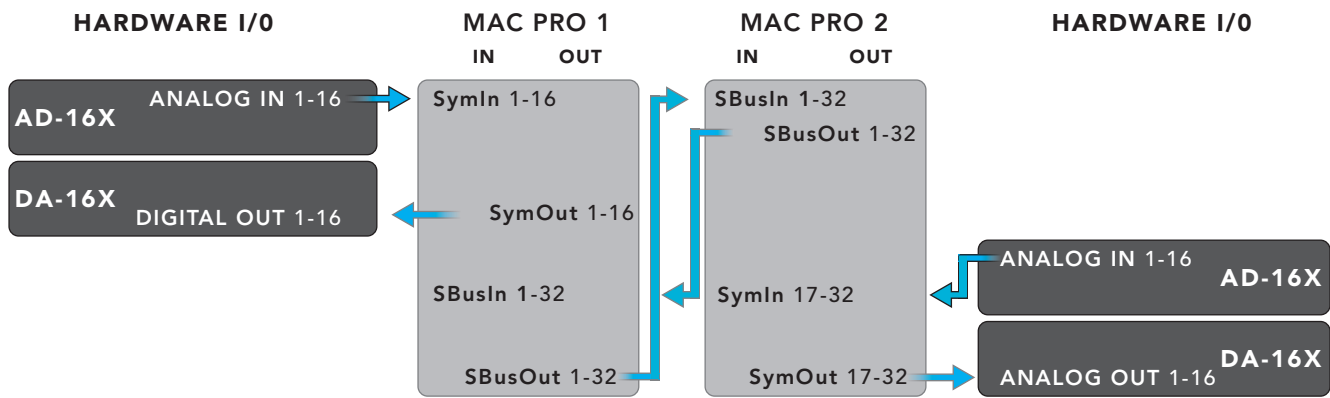 HARDWARE I/0
MAC PRO 1
MAC PRO 2
HARDWARE I/0
IN OUT
IN OUT
ANALOG IN 1-16
AD-16X
SymIn 1-16
SBusIn 1-32
SBusOut 1-32
DA-16X
DIGITAL OUT 1-16
SymOut 1-16
ANALOG IN 1-16
AD-16X
SBusIn 1-32
SymIn 17-32
DA-16X
SBusOut 1-32
SymOut 17-32
ANALOG OUT 1-16